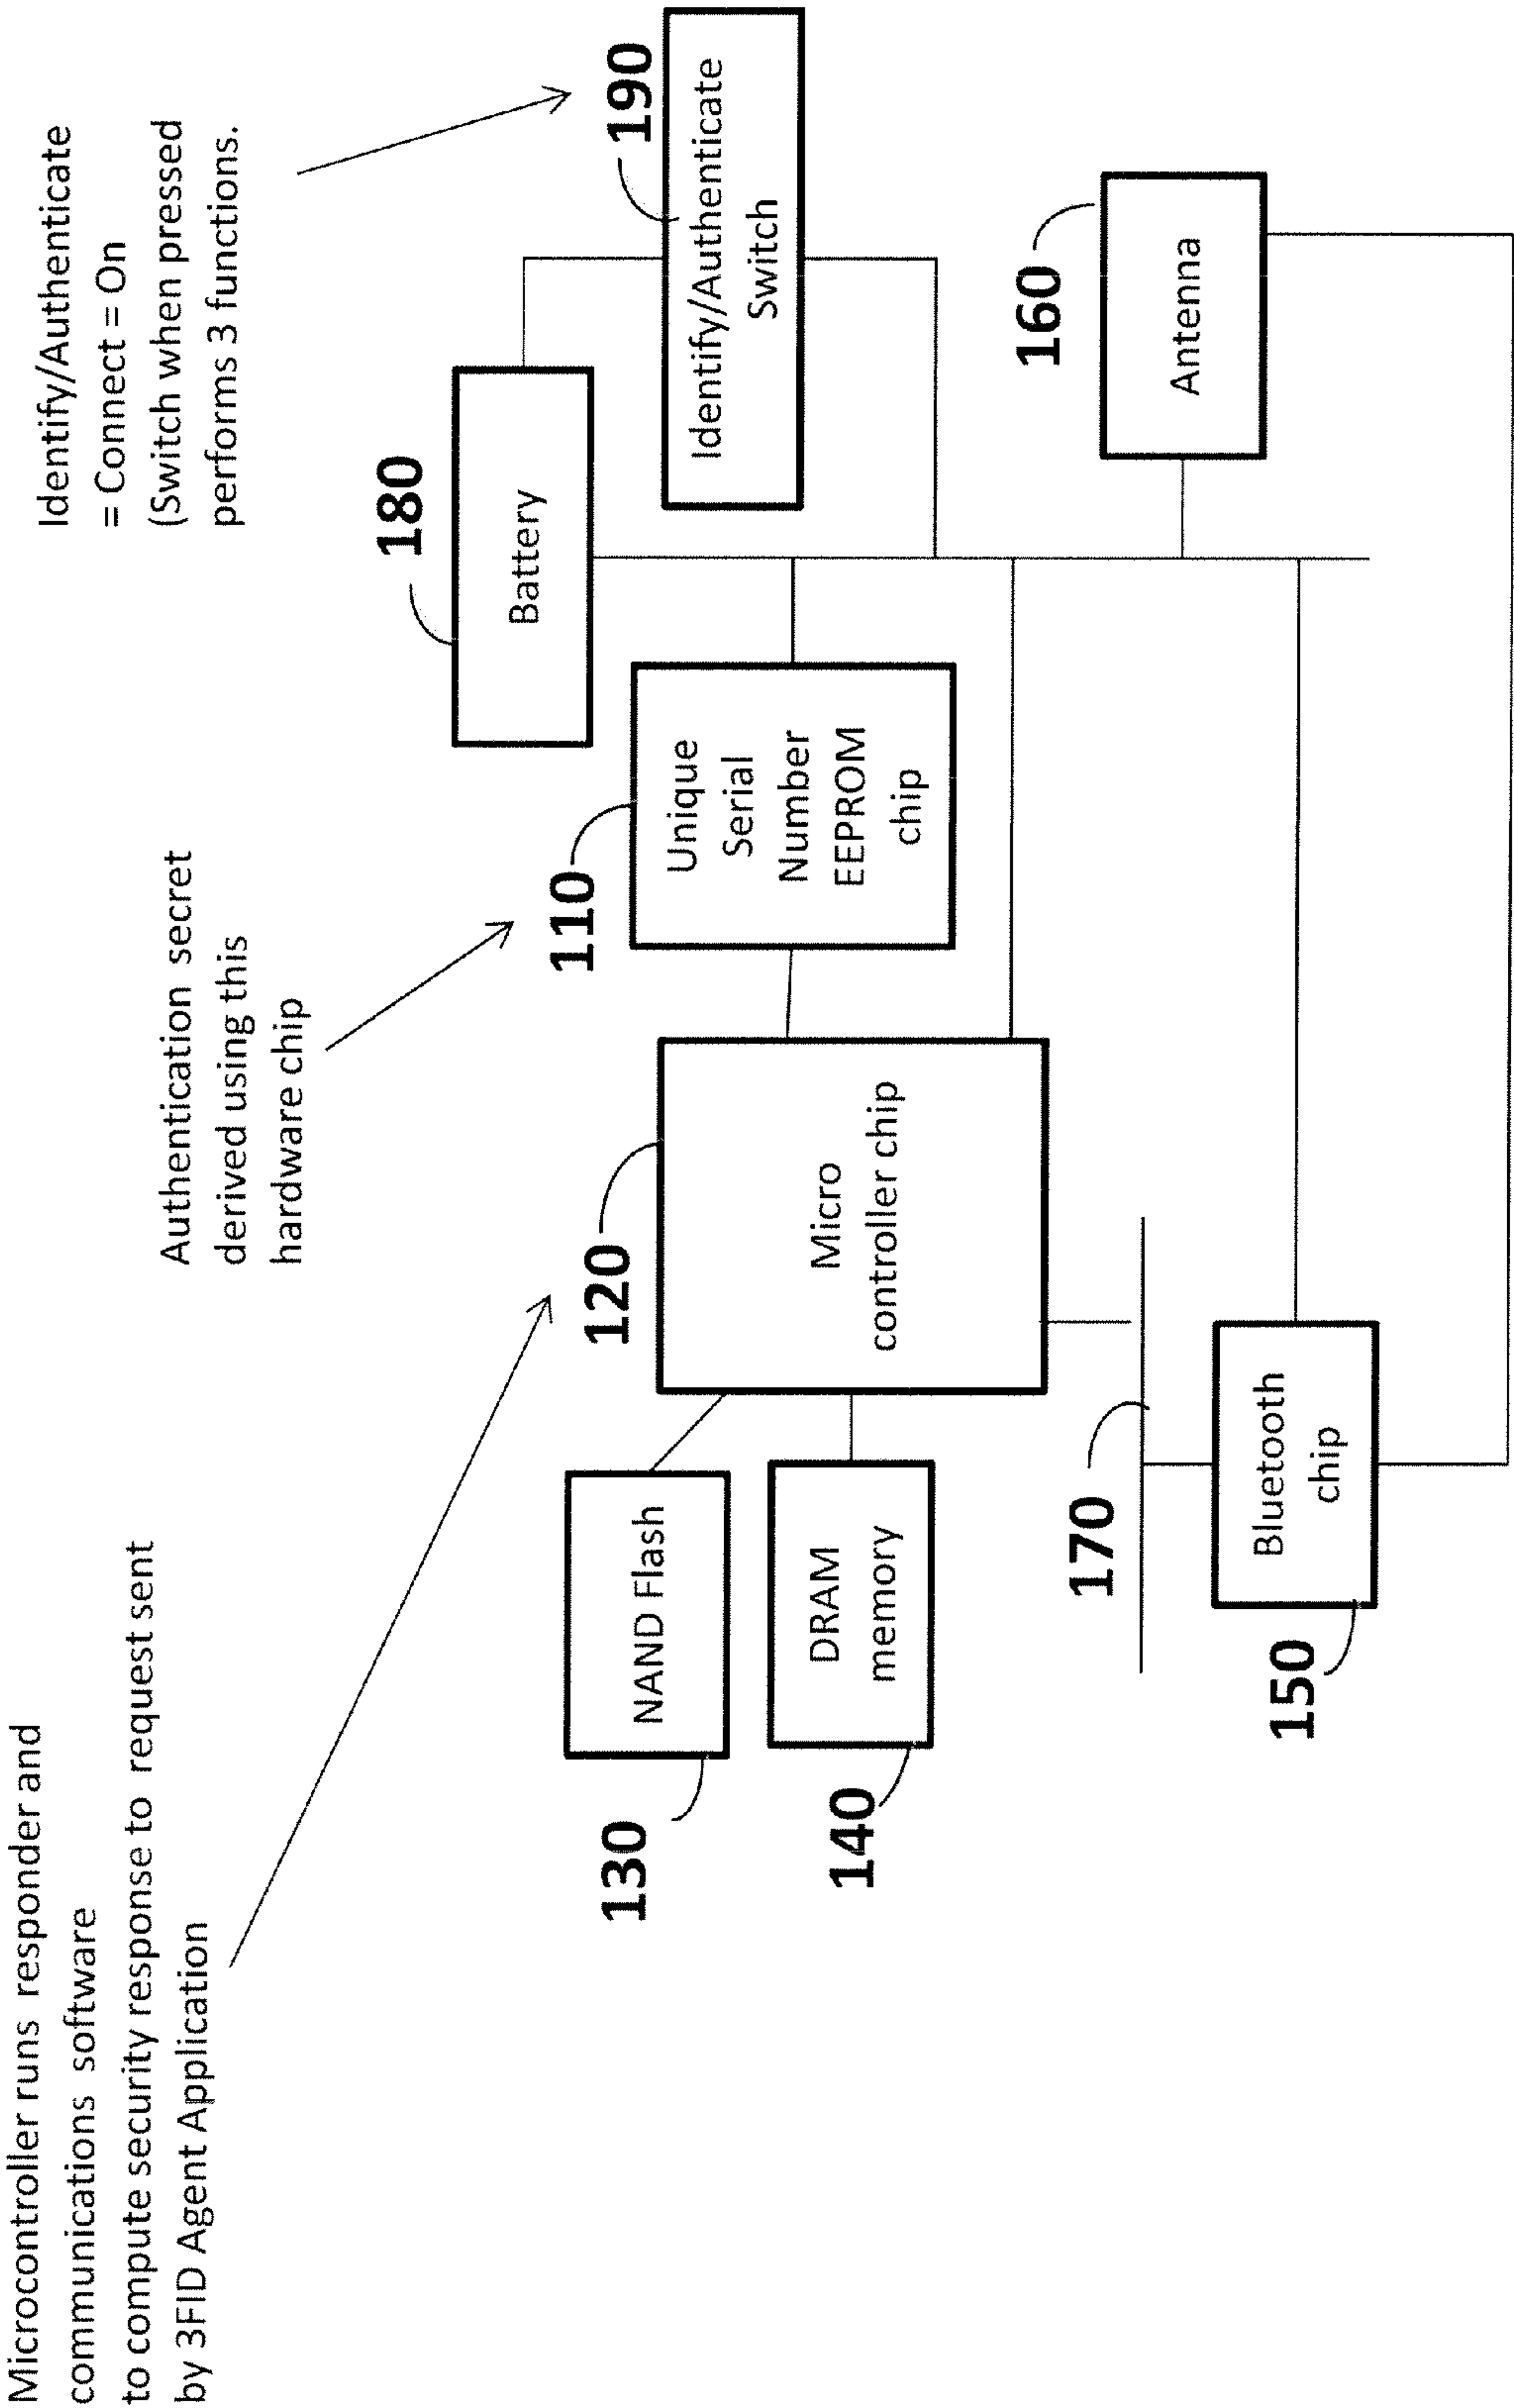 Microcontroller runs responder and
communications software
to compute security response to request sent
by 3FID Agent Application
Authentication secret
derived using this
hardware chip
Identify/Authenticate
= Connect = On
(Switch when pressed
performs 3 functions.
180
Battery
190
Identify/Authenticate
Switch
110
Unique
Serial
Number
EEPROM
chip
120
Micro
controller chip
130
NAND Flash
140
DRAM
memory
160
Antenna
170
150
Bluetooth
chip